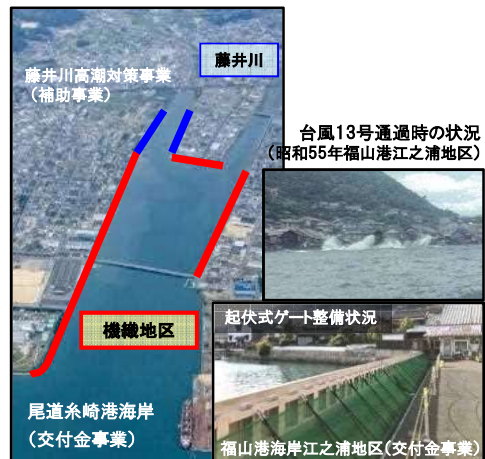 藤井川
藤井川高潮対策事業
(補助事業)
台風13号通過時の状況
(昭和55年福山港江之浦地区)
起伏式ゲート整備状況
機織地区
尾道糸崎港海岸
(交付金事業)
福山港海岸江之浦地区(交付金事業)